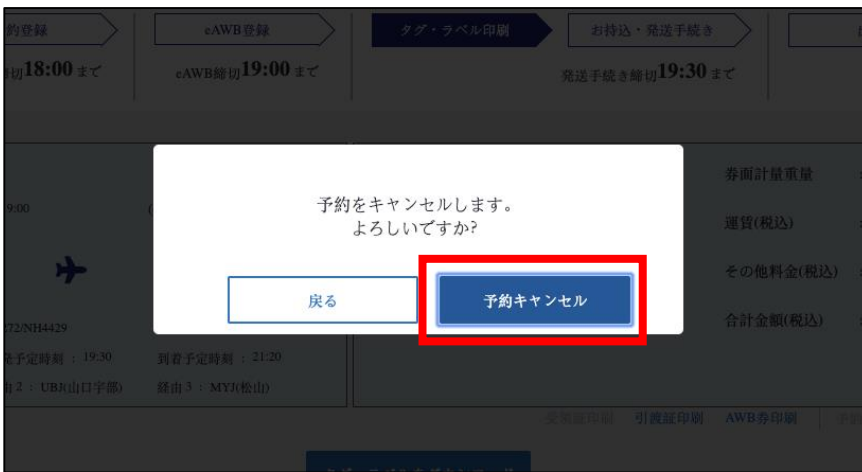 約登録
eAWB登録
タグ・ラベル印刷
お持込・発送手続き
切18:00 まで
eAWB締切19:00 まで
発送手続き締切19:30 まで
9:00
券面計量重量
予約をキャンセルします。
よろしいですか?
運賃(税込)
その他料金(税込)
戻る
予約キャンセル
合計金額(税込)
272/NH4429
発予定時刻 : 19:30
到着予定時刻 : 21:20
由 2 : UBJ(山口宇部)
経由 3 : MYJ(松山)
受領証印刷
引渡証印刷
AWB券印刷